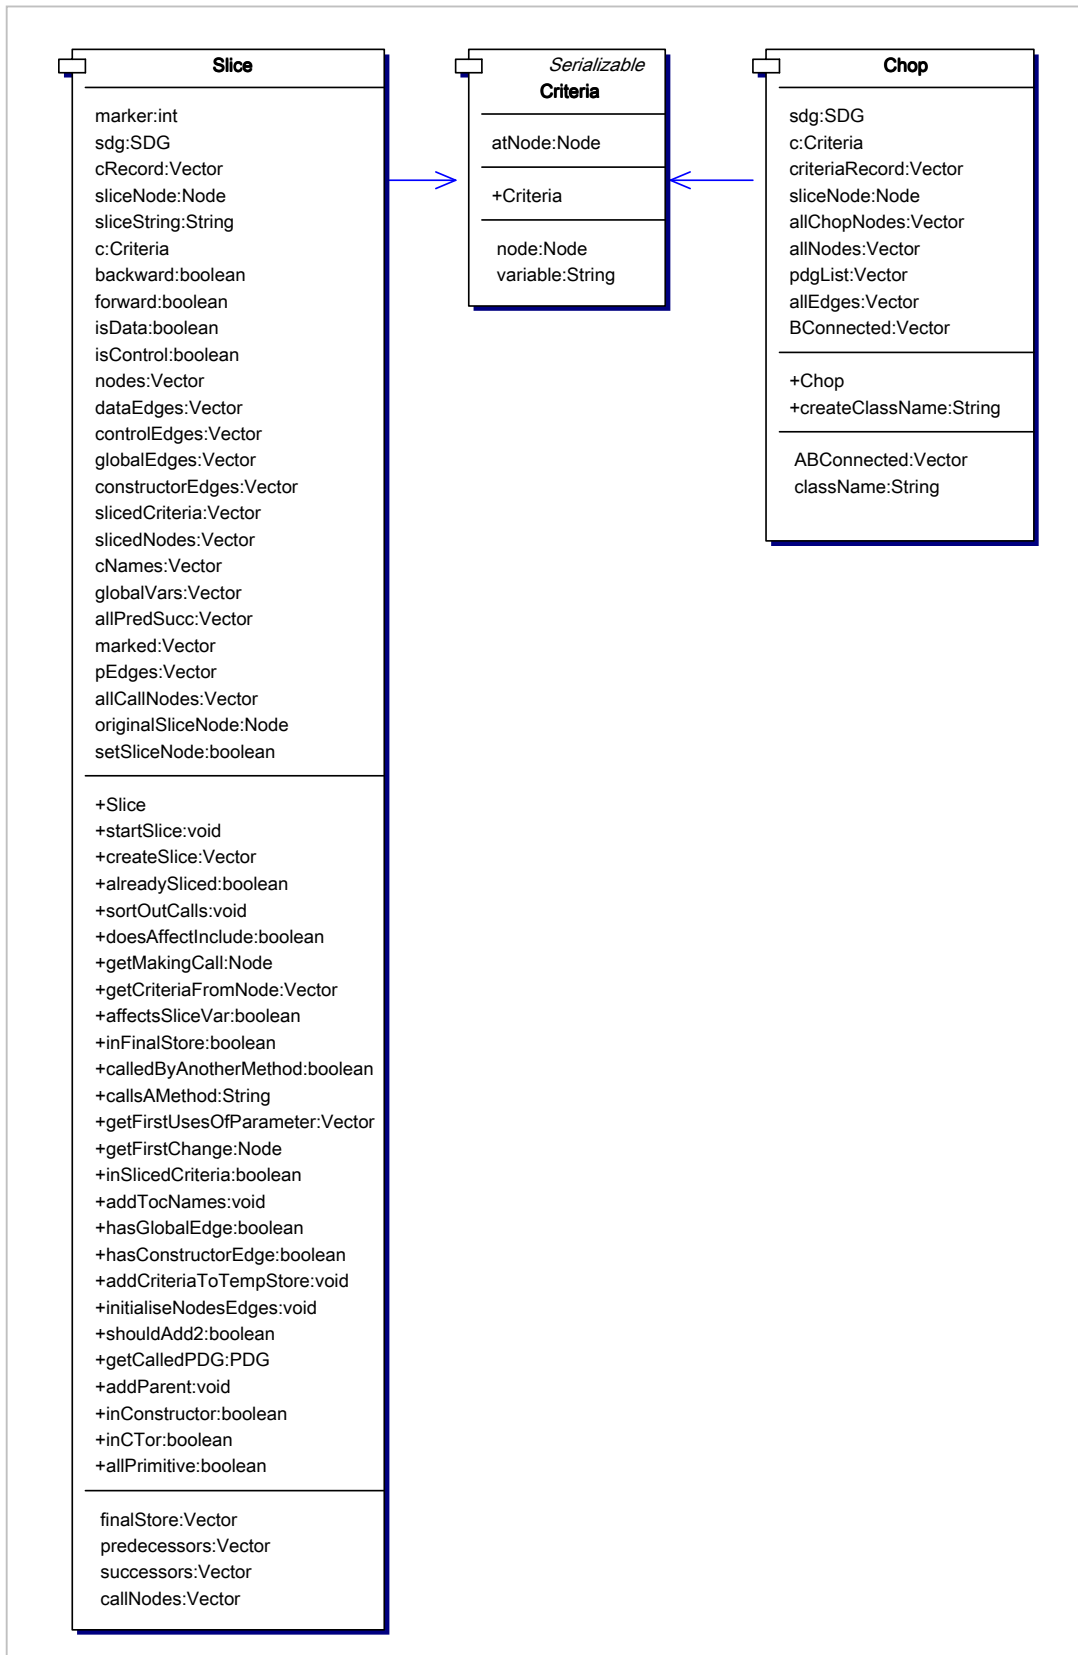 Slice
marker:int
sdg:SDG
cRecord:Vector
sliceNode:Node
sliceString:String
c:Criteria
backward:boolean
forward:boolean
isData:boolean
isControl:boolean
nodes:Vector
dataEdges:Vector
controlEdges:Vector
globalEdges:Vector
constructorEdges:Vector
slicedCriteria:Vector
slicedNodes:Vector
cNames:Vector
globalVars:Vector
allPredSucc:Vector
marked:Vector
pEdges:Vector
allCallNodes:Vector
originalSliceNode:Node
setSliceNode:boolean
+Slice
+startSlice:void
+createSlice:Vector
+alreadySliced:boolean
+sortOutCalls:void
+doesAffectInclude:boolean
+getMakingCall:Node
+getCriteriaFromNode:Vector
+affectsSliceVar:boolean
+inFinalStore:boolean
+calledByAnotherMethod:boolean
+callsAMethod:String
+getFirstUsesOfParameter:Vector
+getFirstChange:Node
+inSlicedCriteria:boolean
+addTocNames:void
+hasGlobalEdge:boolean
+hasConstructorEdge:boolean
+addCriteriaToTempStore:void
+initialiseNodesEdges:void
+shouldAdd2:boolean
+getCalledPDG:PDG
+addParent:void
+inConstructor:boolean
+inCTor:boolean
+allPrimitive:boolean
finalStore:Vector
predecessors:Vector
successors:Vector
callNodes:Vector
Serializable
Criteria
atNode:Node
+Criteria
node:Node
variable:String
Chop
sdg:SDG
c:Criteria
criteriaRecord:Vector
sliceNode:Node
allChopNodes:Vector
allNodes:Vector
pdgList:Vector
allEdges:Vector
BConnected:Vector
+Chop
+createClassName:String
ABConnected:Vector
className:String